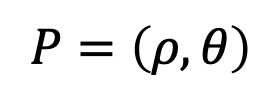 P = (ρ, θ)